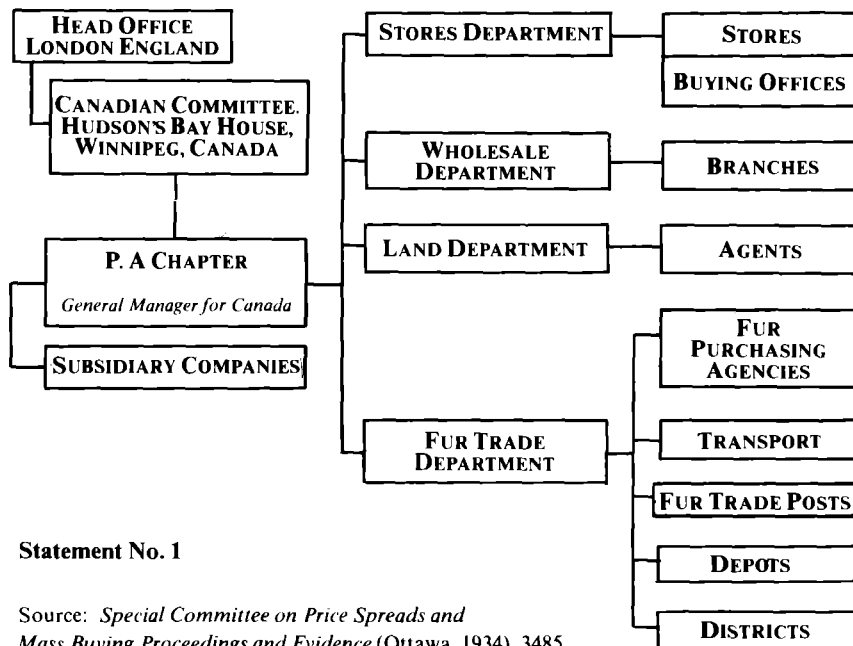 HEAD OFFICE
LONDON ENGLAND
CANADIAN COMMITTEE.
HUDSON'S BAY HOUSE,
WINNIPEG, CANADA
P. A CHAPTER
General Manager for Canada
SUBSIDIARY COMPANIES
STORES DEPARTMENT
STORES
BUYING OFFICES
WHOLESALE
DEPARTMENT
BRANCHES
LAND DEPARTMENT
AGENTS
FUR TRADE
DEPARTMENT
FUR
PURCHASING
AGENCIES
TRANSPORT
FUR TRADE POSTS
DEPOTS
DISTRICTS
Statement No. 1
Source: Special Committee on Price Spreads and
Mass Buying Proceedings and Evidence (Ottawa, 1934), 3485